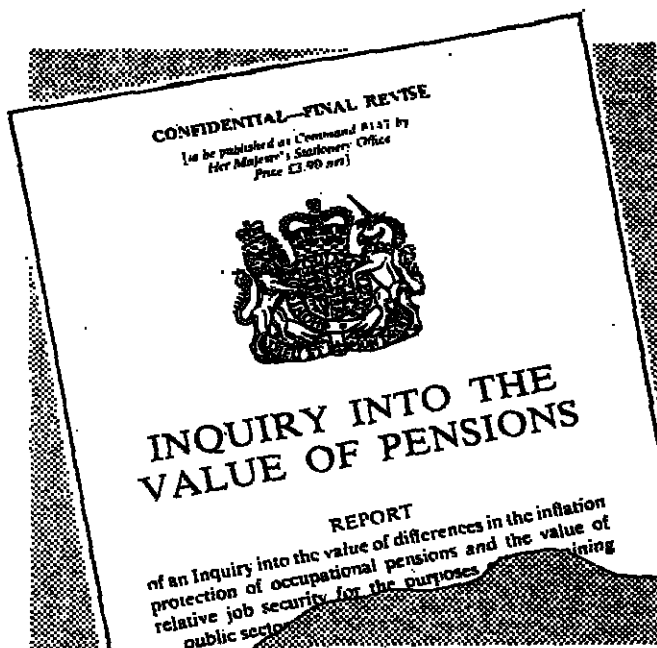 CONFIDENTIAL—FINAL REVISE
[to be published as Command 8147 by
Her Majesty's Stationery Office
Price £3.90 net]
INQUIRY INTO THE
VALUE OF PENSIONS
REPORT
of an Inquiry into the value of differences in the inflation
protection of occupational pensions and the value of
relative job security for the purposes
public sector